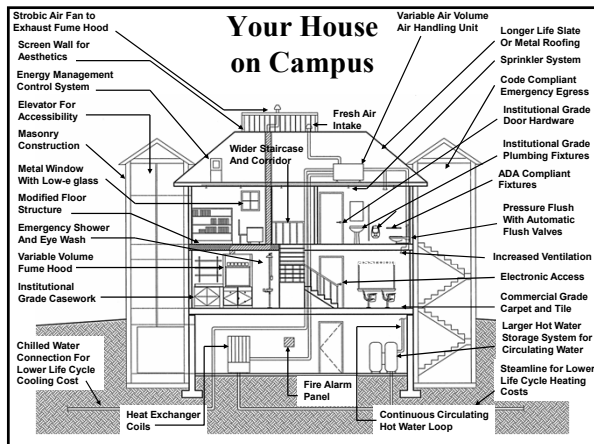 Your House
on Campus
Strobic Air Fan to
Exhaust Fume Hood
Screen Wall for
Aesthetics
Energy Management
Control System
Elevator For
Accessibility
Masonry
Construction
Metal Window
With Low-e glass
Modified Floor
Structure
Emergency Shower
And Eye Wash
Variable Volume
Fume Hood
Institutional
Grade Casework
Chilled Water
Connection For
Lower Life Cycle
Cooling Cost
Heat Exchanger
Coils
Fire Alarm
Panel
Continuous Circulating
Hot Water Loop
Wider Staircase
And Corridor
Fresh Air
Intake
Variable Air Volume
Air Handling Unit
Longer Life Slate
Or Metal Roofing
Sprinkler System
Code Compliant
Emergency Egress
Institutional Grade
Door Hardware
Institutional Grade
Plumbing Fixtures
ADA Compliant
Fixtures
Pressure Flush
With Automatic
Flush Valves
Increased Ventilation
Electronic Access
Commercial Grade
Carpet and Tile
Larger Hot Water
Storage System for
Circulating Water
Steamline for Lower
Life Cycle Heating
Costs